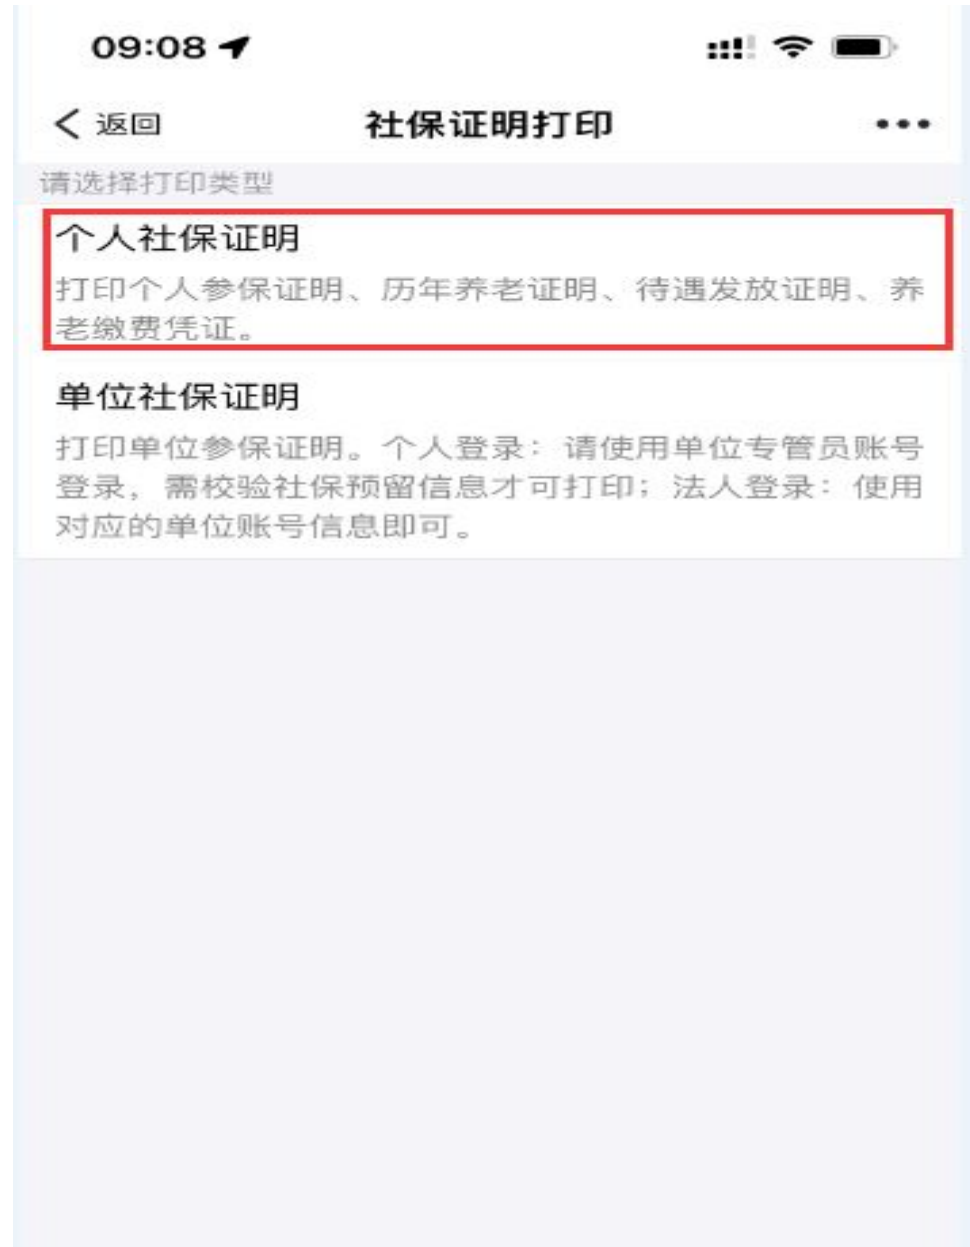 09:08
返回 社保证明打印
请选择打印类型
个人社保证明
打印个人参保证明、历年养老证明、待遇发放证明、养
老缴费凭证。
单位社保证明
打印单位参保证明。个人登录：请使用单位专管员账号
登录，需校验社保预留信息才可打印；法人登录：使用
对应的单位账号信息即可。